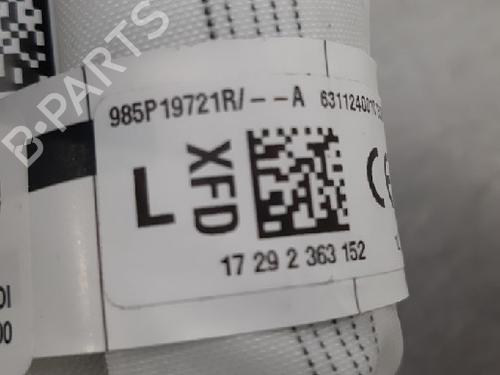 985P19721R/--A
L
XFD
17 29 2 363 152
B-PARTS